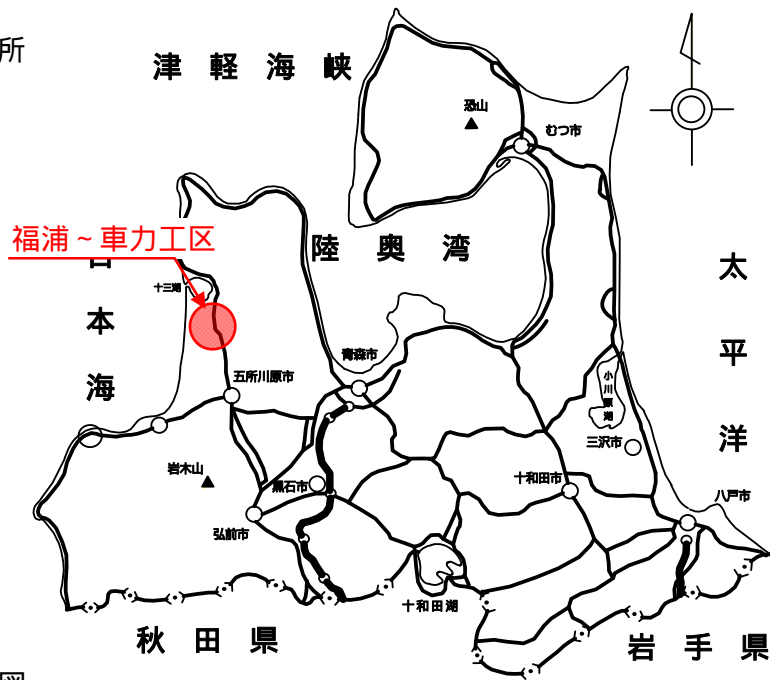 所
津軽海峡
恐山
むつ市
福浦~車力工区
陸奥湾
日本海
太平洋
十三湖
青森市
五所川原市
小川原湖
三沢市
岩木山
黒石市
十和田市
八戸市
弘前市
十和田湖
秋田県
岩手県
図